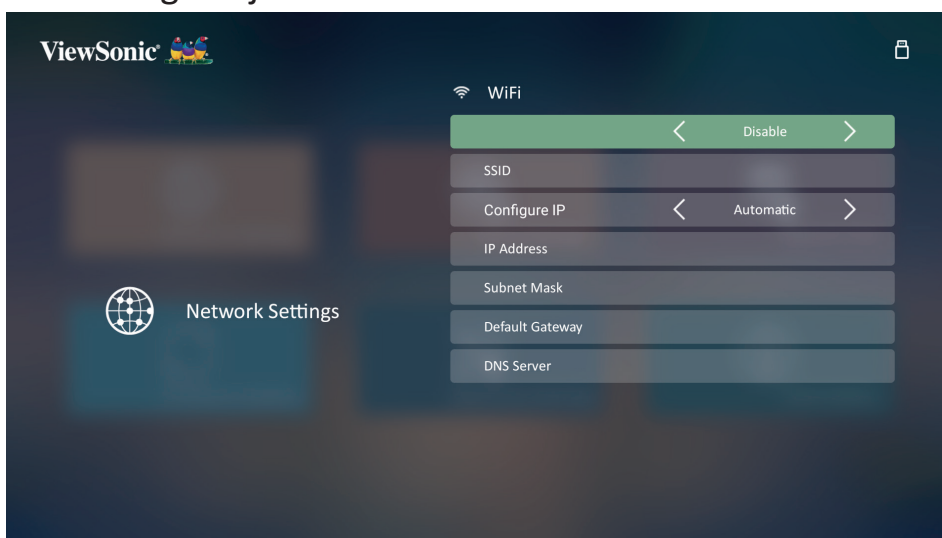 ViewSonic®
WiFi
Disable
SSID
Configure IP
Automatic
IP Address
Subnet Mask
Network Settings
Default Gateway
DNS Server